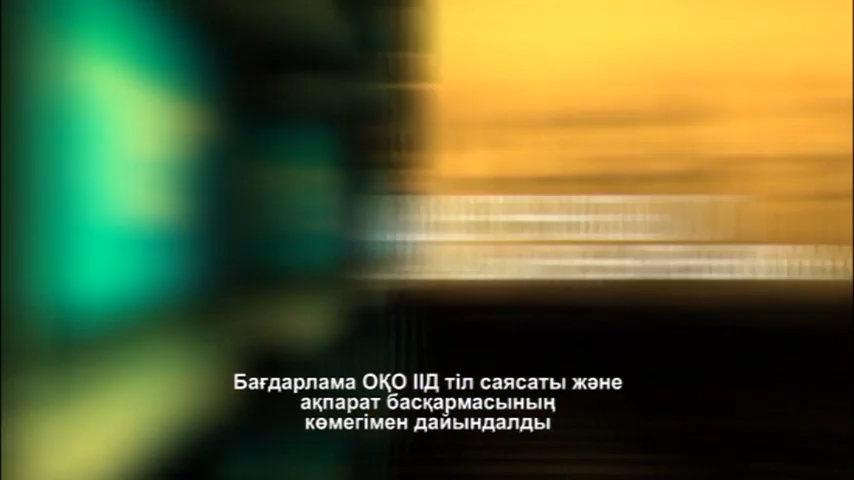 Бағдарлама ОҚО ІІД тіл саясаты және
ақпарат басқармасының
көмегімен дайындалды